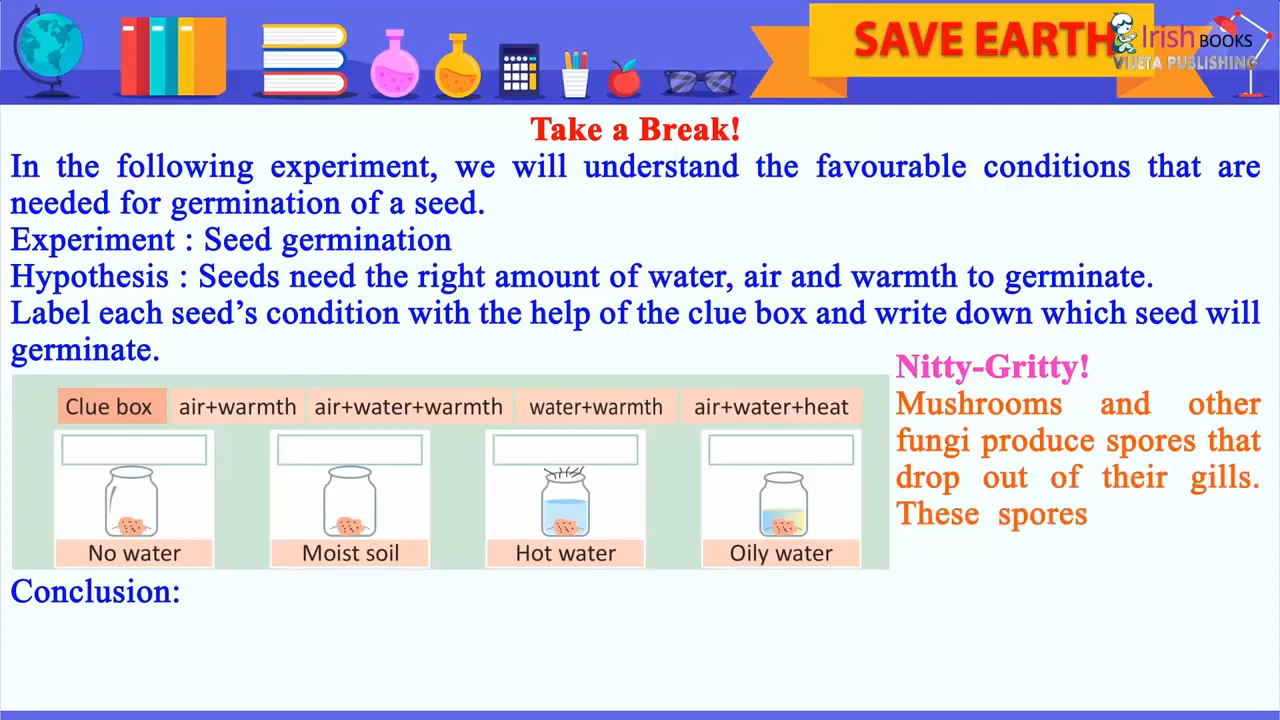 SAVE EARTH
Irish BOOKS
VIJETA PUBLISHING
Take a Break!
In the following experiment, we will understand the favourable conditions that are
needed for germination of a seed.
Experiment : Seed germination
Hypothesis : Seeds need the right amount of water, air and warmth to germinate.
Label each seed's condition with the help of the clue box and write down which seed will
germinate.
Clue box air+warmth air+water+warmth water+warmth air+water+heat
No water Moist soil Hot water Oily water
Nitty-Gritty!
Mushrooms and other
fungi produce spores that
drop out of their gills.
These spores
Conclusion: